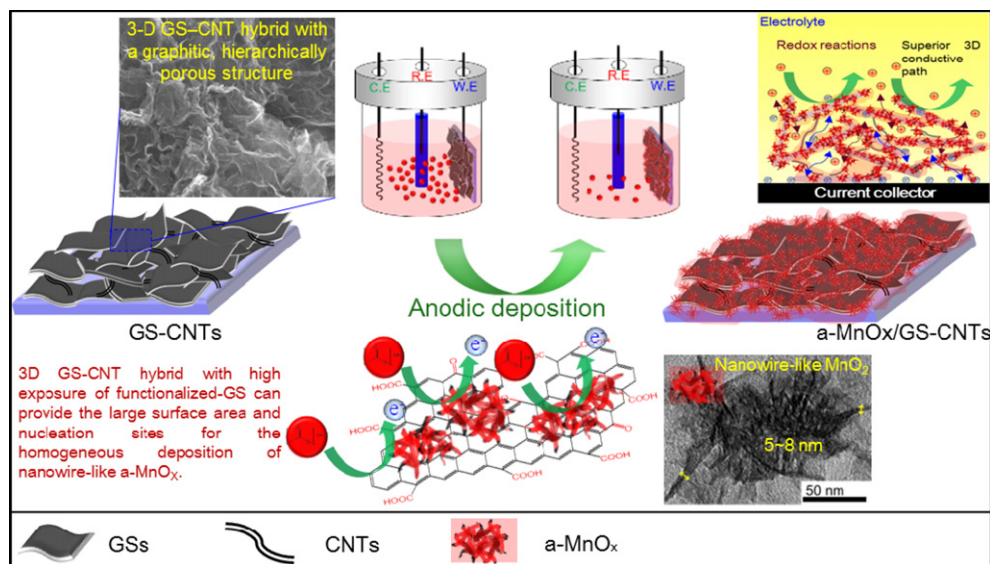 3-D GS–CNT hybrid with
a graphitic, hierarchically
porous structure
GS-CNTs
3D GS-CNT hybrid with high
exposure of functionalized-GS can
provide the large surface area and
nucleation sites for the
homogeneous deposition of
nanowire-like a-MnOₓ.
R.E
C.E
W.E
R.E
C.E
W.E
Anodic deposition
e⁻
e⁻
e⁻
HOOC
HOOC
HOOC
HOOC
COOH
COOH
COOH
COOH
O
O
Electrolyte
Redox reactions
Superior 3D
conductive
path
Current collector
a-MnOx/GS-CNTs
Nanowire-like MnO₂
5~8 nm
50 nm
GSs
CNTs
a-MnOₓ